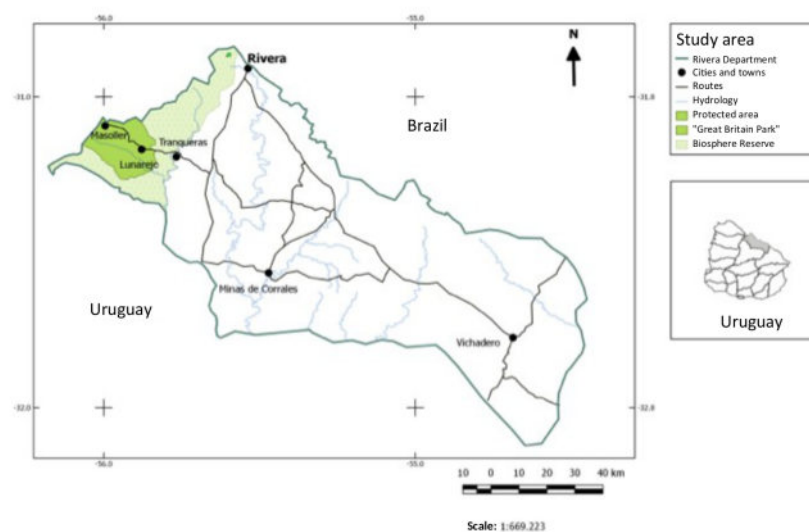 -56.0
-55.0
Rivera
N
Study area
Rivera Department
Cities and towns
Routes
Hydrology
Protected area
"Great Britain Park"
Biosphere Reserve
-31.0
-31.0
Brazil
Masoller
Tranqueras
Lunarejo
Minas de Corrales
Uruguay
Vichadero
Uruguay
-32.0
-32.0
-56.0
-55.0
10 0 10 20 30 40 km
Scale: 1:669.223